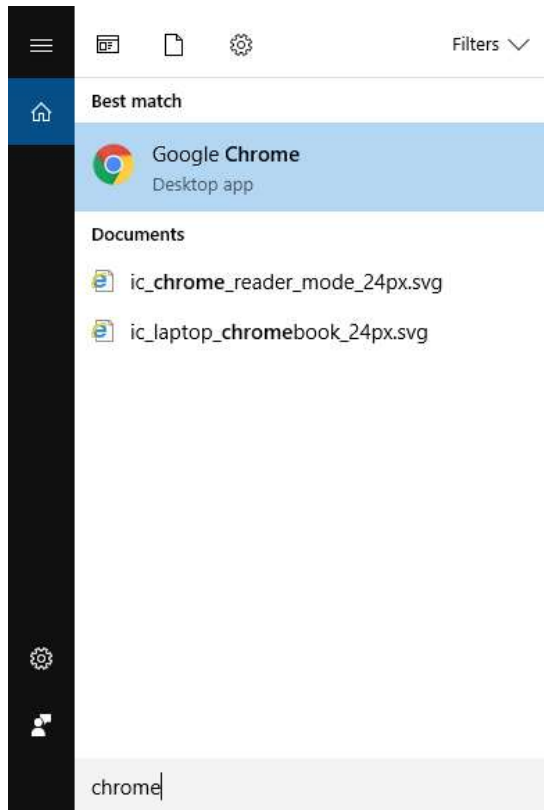 Filters
Best match
Google Chrome
Desktop app
Documents
ic_chrome_reader_mode_24px.svg
ic_laptop_chromebook_24px.svg
chrome